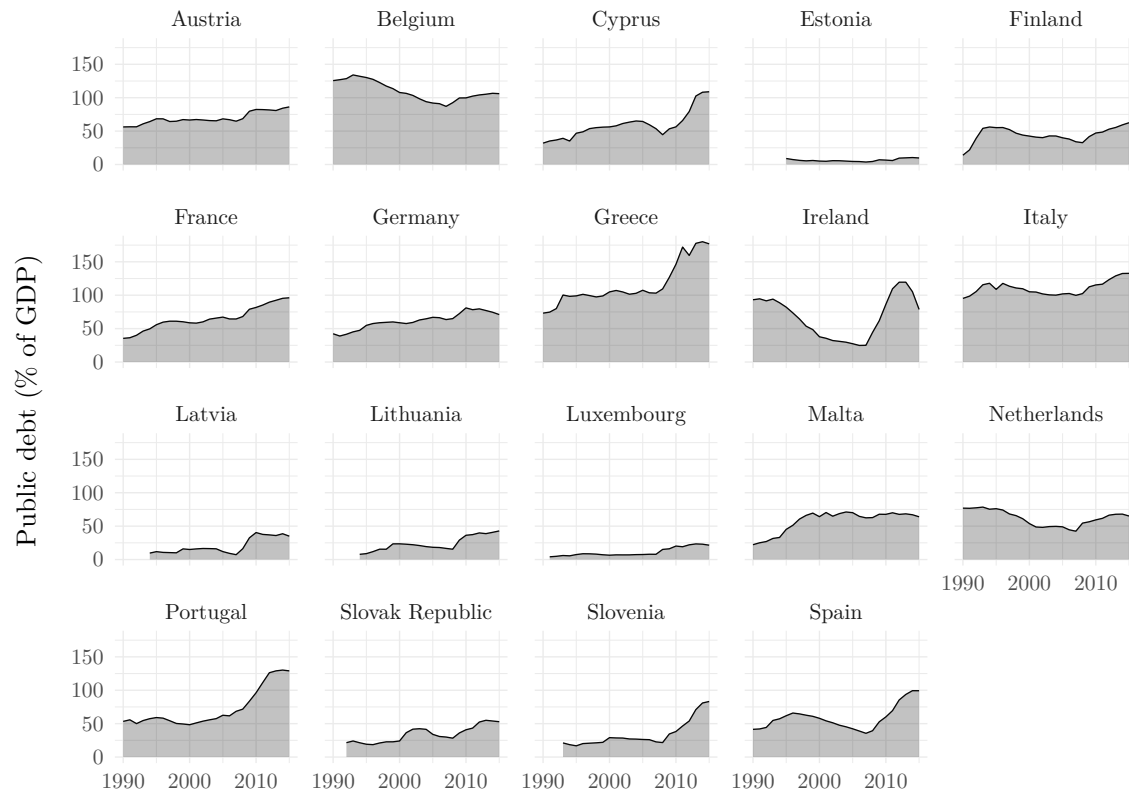 Public debt (% of GDP)
Austria Belgium Cyprus Estonia Finland
150
100
50
0
France Germany Greece Ireland Italy
150
100
50
0
Latvia Lithuania Luxembourg Malta Netherlands
150
100
50
0
1990 2000 2010
Portugal Slovak Republic Slovenia Spain
150
100
50
0
1990 2000 2010 1990 2000 2010 1990 2000 2010 1990 2000 2010